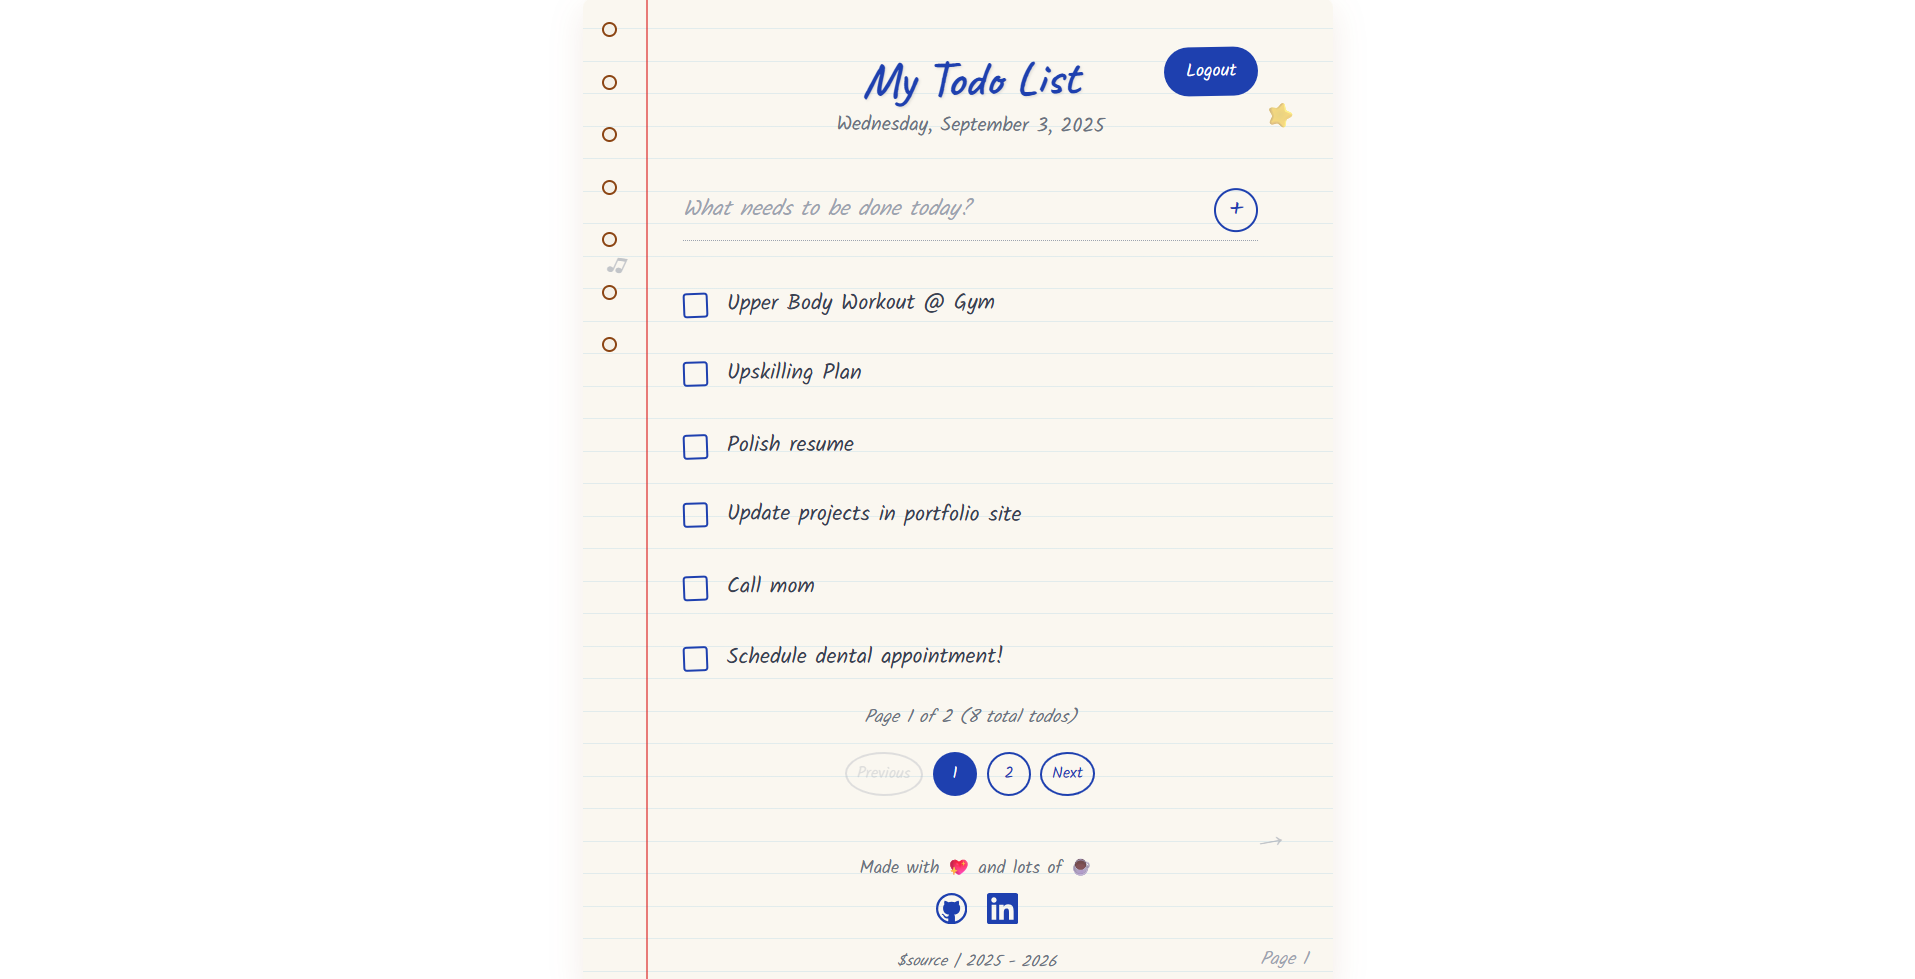 My Todo List
Logout
Wednesday, September 3, 2025
What needs to be done today?
+
Upper Body Workout @ Gym
Upskilling Plan
Polish resume
Update projects in portfolio site
Call mom
Schedule dental appointment!
Page 1 of 2 (8 total todos)
Previous 1 2 Next
→
Made with 💖 and lots of ☕
in
$source / 2025 - 2026
Page 1